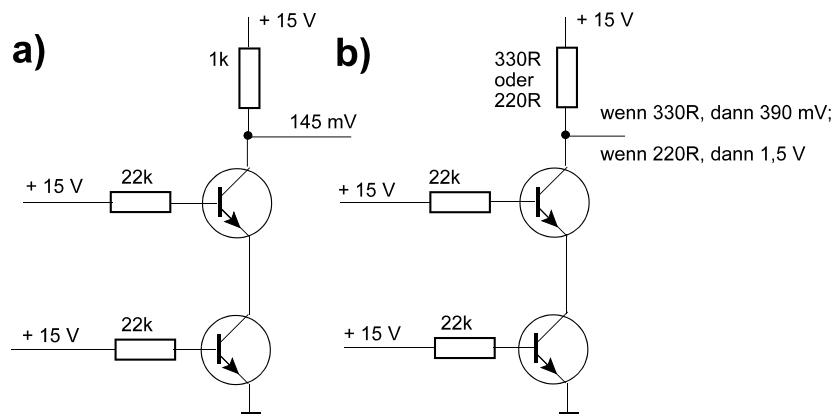 a)
+ 15 V
1k
145 mV
+ 15 V
22k
+ 15 V
22k
b)
+ 15 V
330R
oder
220R
wenn 330R, dann 390 mV;
wenn 220R, dann 1,5 V
+ 15 V
22k
+ 15 V
22k